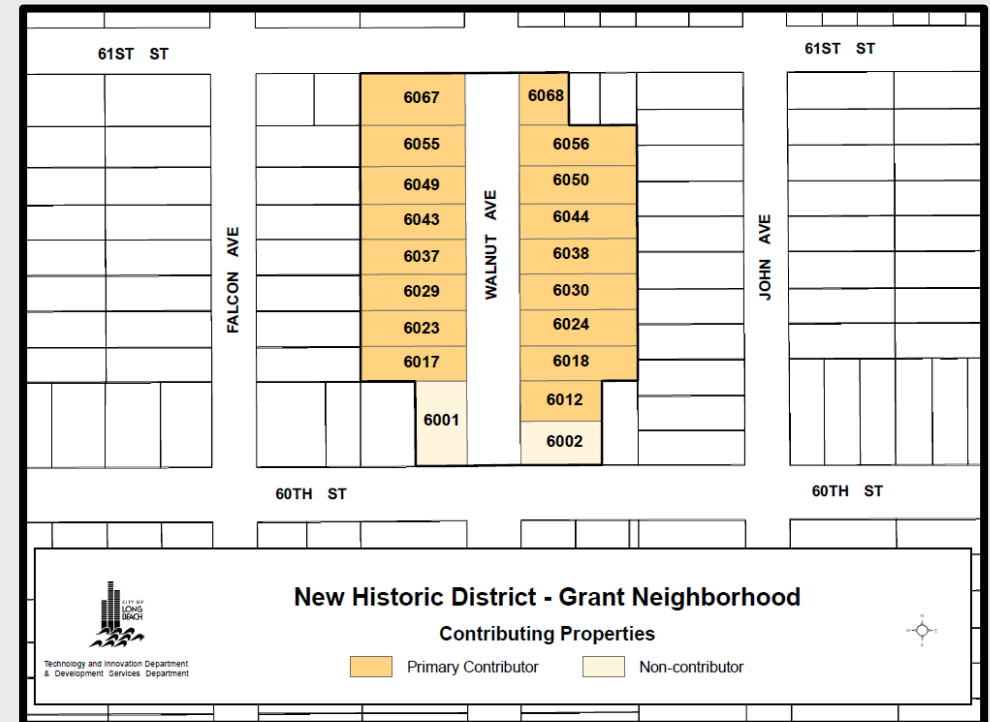 61ST ST
61ST ST
6067
6068
6055
6056
6049
6050
6043
6044
6037
6038
6029
6030
6023
6024
6017
6018
6012
6001
6002
FALCON AVE
WALNUT AVE
JOHN AVE
60TH ST
60TH ST
CITY OF
LONG
BEACH
Technology and Innovation Department
& Development Services Department
New Historic District - Grant Neighborhood
Contributing Properties
Primary Contributor
Non-contributor